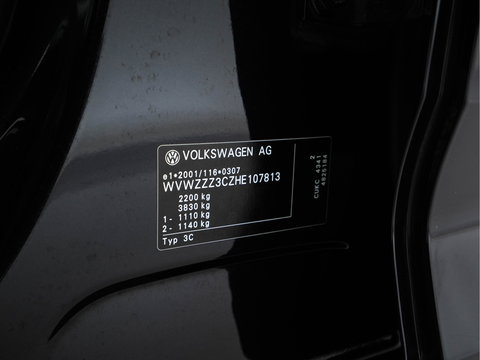 VOLKSWAGEN AG
e1*2001/116*0307
WVWZZZ3CZHE107813
2200 kg
3830 kg
1 - 1110 kg
2 - 1140 kg
Typ 3C
CUKC 4341 2
4825184